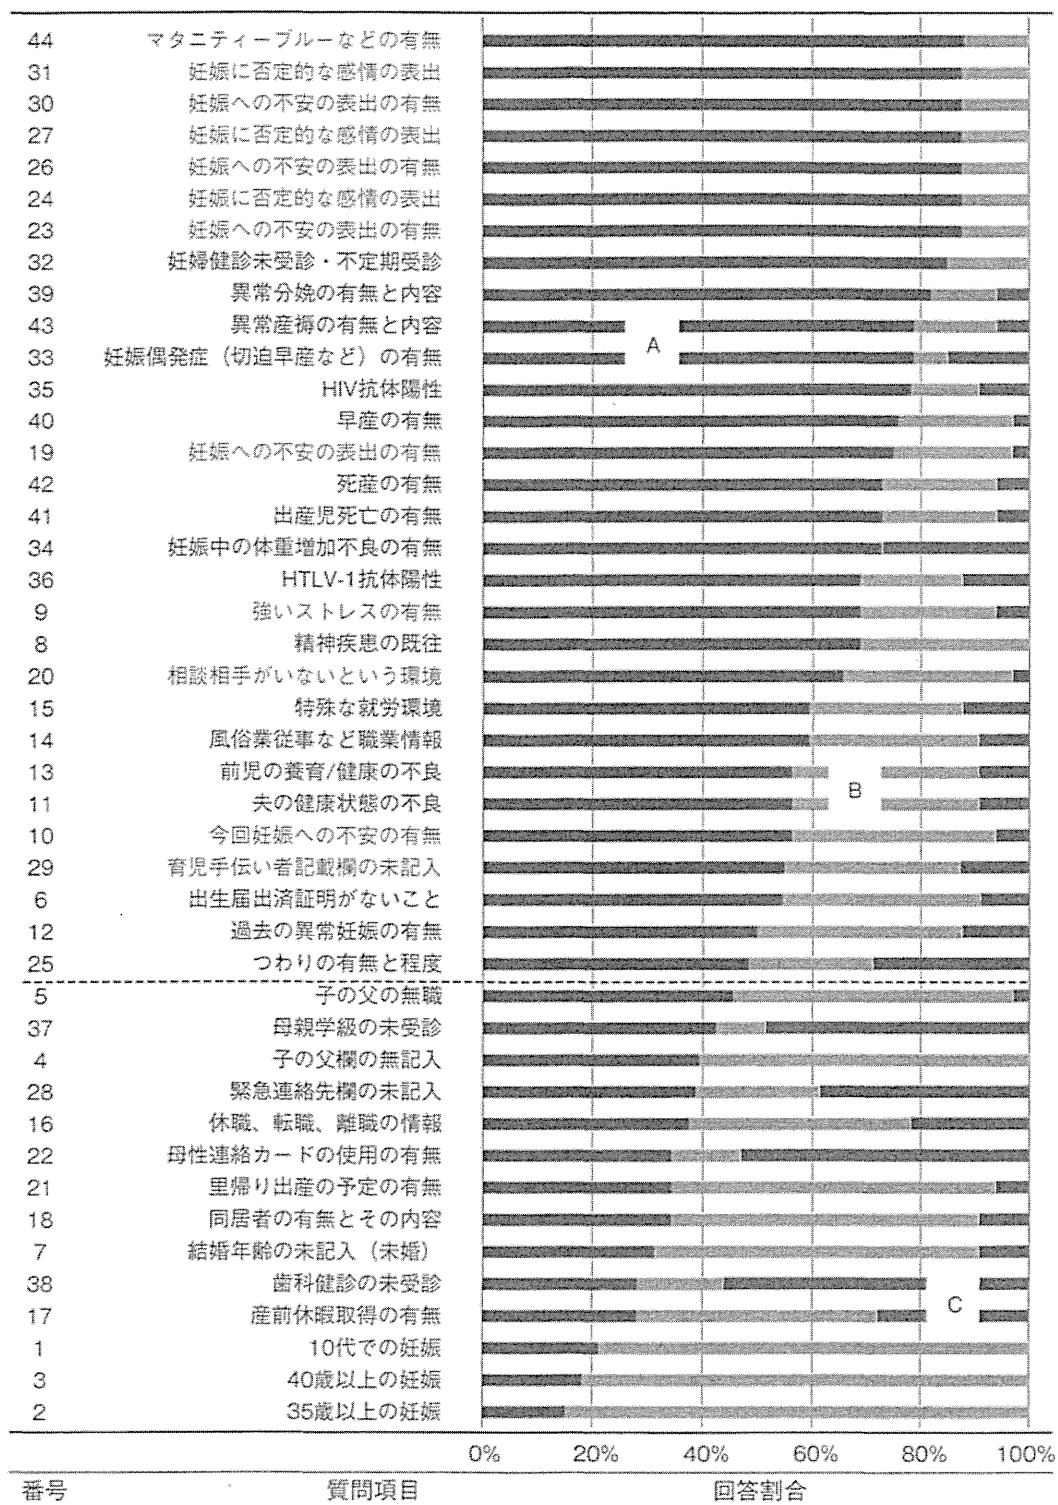 44 マタニティーブルーなどの有無
31 妊娠に否定的な感情の表出
30 妊娠への不安の表出の有無
27 妊娠に否定的な感情の表出
26 妊娠への不安の表出の有無
24 妊娠に否定的な感情の表出
23 妊娠への不安の表出の有無
32 妊婦健診未受診・不定期受診
39 異常分娩の有無と内容
43 異常産褥の有無と内容
A
33 妊娠偶発症（切迫早産など）の有無
35 HIV抗体陽性
40 早産の有無
19 妊娠への不安の表出の有無
42 死産の有無
41 出産児死亡の有無
34 妊娠中の体重増加不良の有無
36 HTLV-1抗体陽性
9 強いストレスの有無
8 精神疾患の既往
20 相談相手がいないという環境
15 特殊な就労環境
14 風俗業従事など職業情報
13 前児の養育/健康の不良
B
11 夫の健康状態の不良
10 今回妊娠への不安の有無
29 育児手伝い者記載欄の未記入
6 出生届出済証明がないこと
12 過去の異常妊娠の有無
25 つわりの有無と程度
5 子の父の無職
37 母親学級の未受診
4 子の父欄の無記入
28 緊急連絡先欄の未記入
16 休職、転職、離職の情報
22 母性連絡カードの使用の有無
21 里帰り出産の予定の有無
18 同居者の有無とその内容
7 結婚年齢の未記入（未婚）
38 歯科健診の未受診
C
17 産前休暇取得の有無
1 10代での妊娠
3 40歳以上の妊娠
2 35歳以上の妊娠
0% 20% 40% 60% 80% 100%
番号 質問項目 回答割合